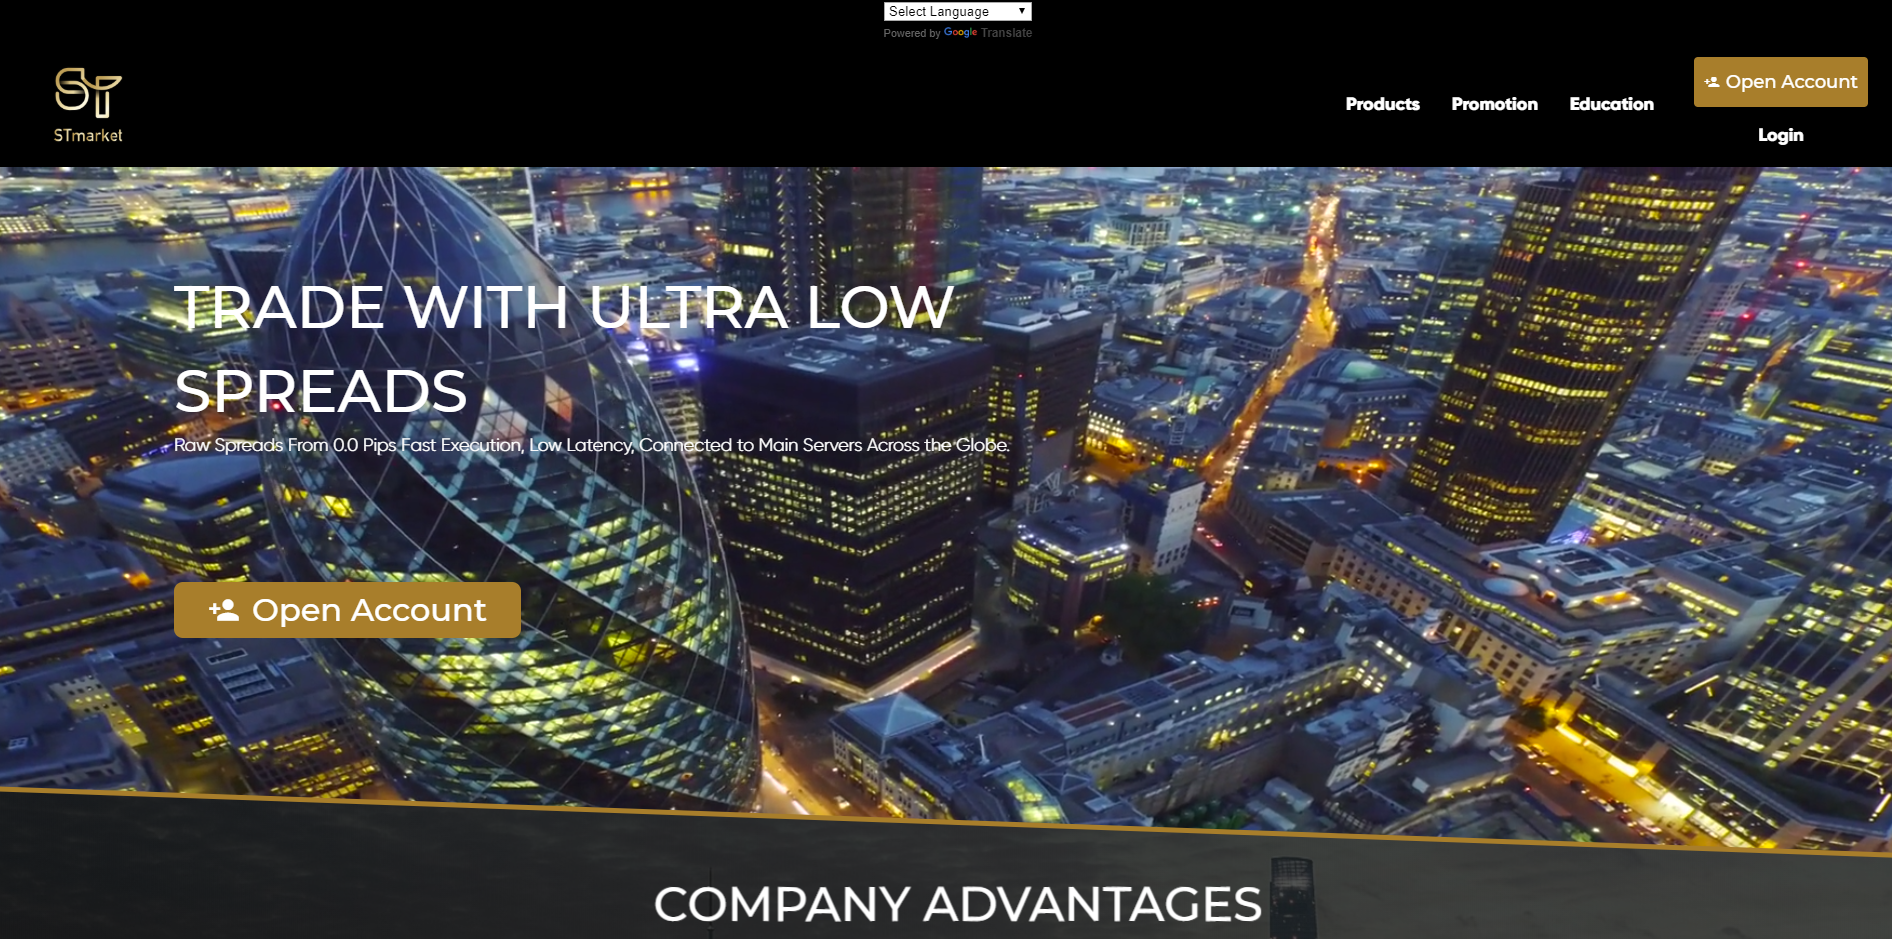 Select Language
Powered by Google Translate
ST
STmarket
Products Promotion Education
Open Account
Login
TRADE WITH ULTRA LOW
SPREADS
Raw Spreads From 0.0 Pips Fast Execution, Low Latency, Connected to Main Servers Across the Globe.
Open Account
COMPANY ADVANTAGES